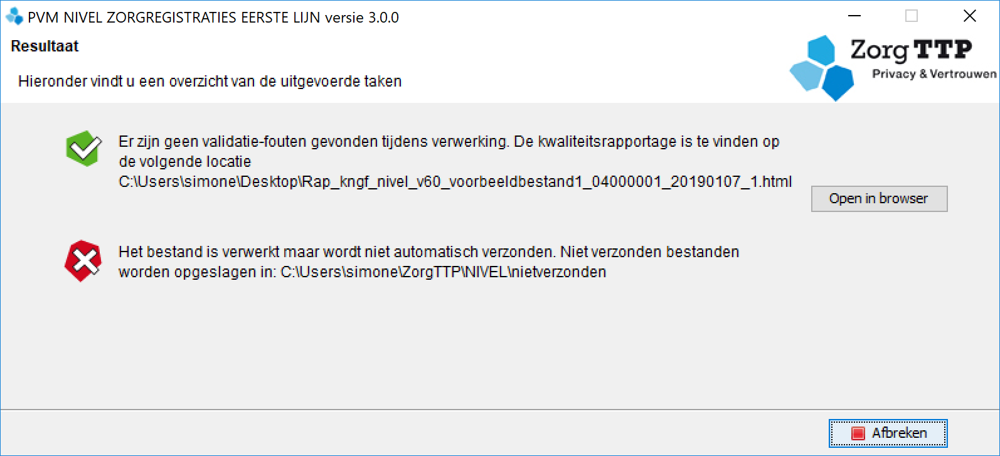 PVM NIVEL ZORGREGISTRATIES EERSTE LIJN versie 3.0.0
Resultaat
Hieronder vindt u een overzicht van de uitgevoerde taken
Zorg TTP
Privacy & Vertrouwen
Er zijn geen validatie-fouten gevonden tijdens verwerking. De kwaliteitsrapportage is te vinden op
de volgende locatie
C:\Users\simone\Desktop\Rap_kngf_nivel_v60_voorbeeldbestand1_04000001_20190107_1.html
Open in browser
Het bestand is verwerkt maar wordt niet automatisch verzonden. Niet verzonden bestanden
worden opgeslagen in: C:\Users\simone\ZorgTTP\NIVEL\nietverzonden
Afbreken